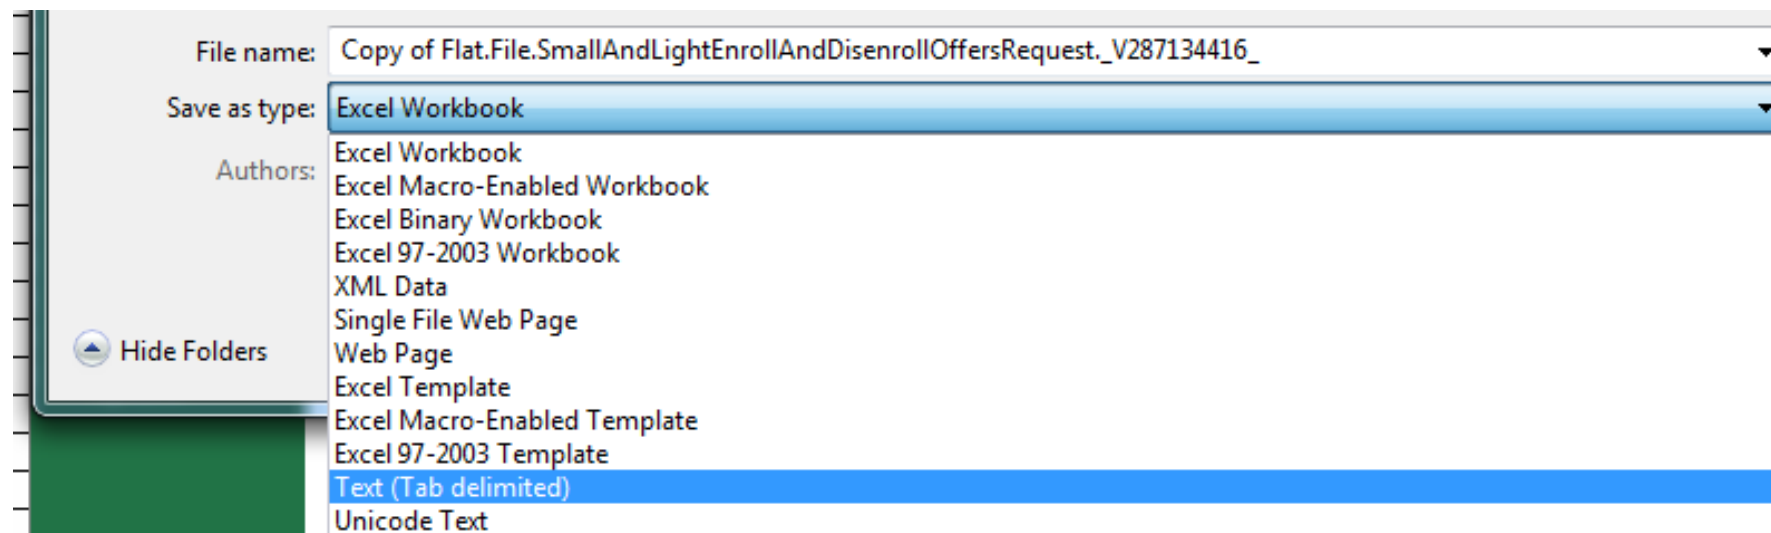 File name: Copy of Flat.File.SmallAndLightEnrollAndDisenrollOffersRequest._V287134416_
Save as type: Excel Workbook
Authors:
Excel Workbook
Excel Macro-Enabled Workbook
Excel Binary Workbook
Excel 97-2003 Workbook
XML Data
Single File Web Page
Hide Folders
Web Page
Excel Template
Excel Macro-Enabled Template
Excel 97-2003 Template
Text (Tab delimited)
Unicode Text